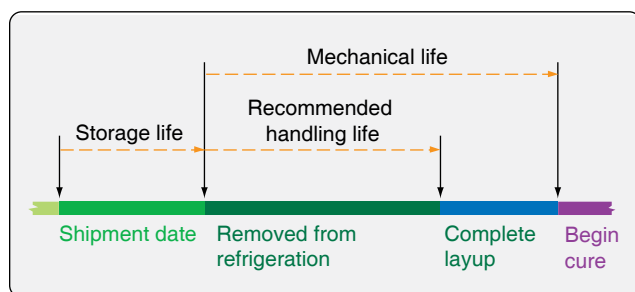 Mechanical life
Recommended
handling life
Storage life
Shipment date
Removed from
refrigeration
Complete
layup
Begin
cure